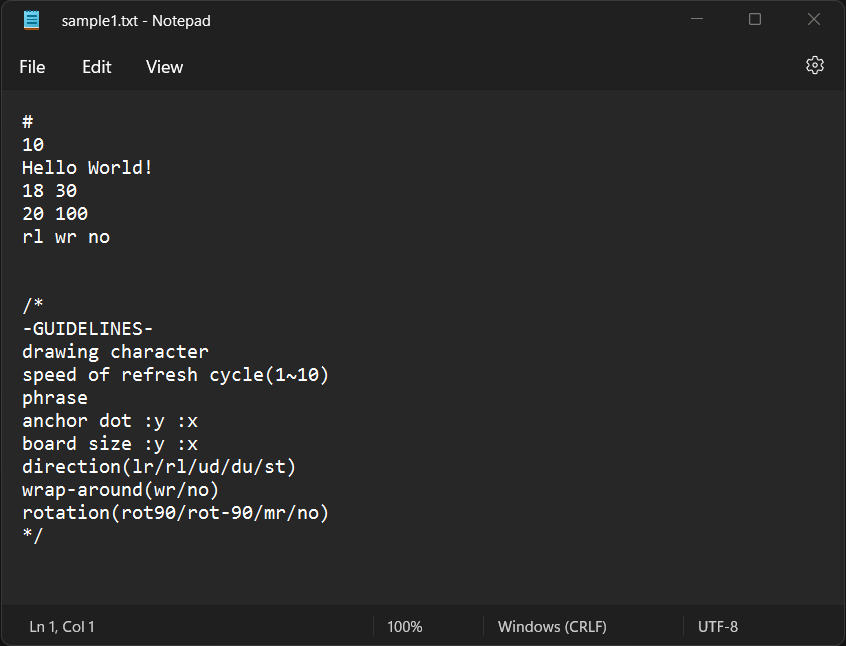 sample1.txt - Notepad
File Edit View
#
10
Hello World!
18 30
20 100
rl wr no
/*
-GUIDELINES-
drawing character
speed of refresh cycle(1~10)
phrase
anchor dot :y :x
board size :y :x
direction(lr/rl/ud/du/st)
wrap-around(wr/no)
rotation(rot90/rot-90/mr/no)
*/
Ln 1, Col 1 100% Windows (CRLF) UTF-8